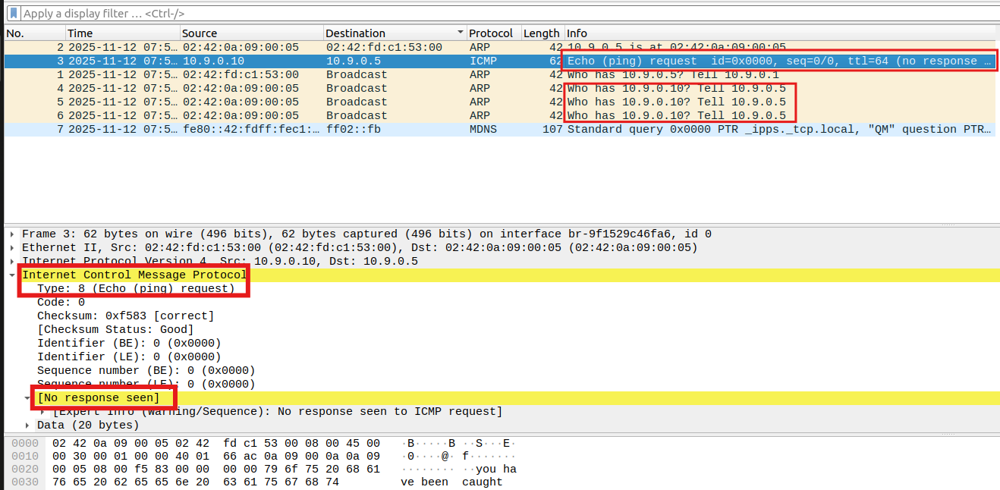 Apply a display filter … <Ctrl-/>
No. Time Source Destination Protocol Length Info
2 2025-11-12 07:5… 02:42:0a:09:00:05 02:42:fd:c1:53:00 ARP 42 10.9.0.5 is at 02:42:0a:09:00:05
3 2025-11-12 07:5… 10.9.0.10 10.9.0.5 ICMP 62 Echo (ping) request id=0x0000, seq=0/0, ttl=64 (no response …
1 2025-11-12 07:5… 02:42:fd:c1:53:00 Broadcast ARP 42 Who has 10.9.0.5? Tell 10.9.0.1
4 2025-11-12 07:5… 02:42:0a:09:00:05 Broadcast ARP 42 Who has 10.9.0.10? Tell 10.9.0.5
5 2025-11-12 07:5… 02:42:0a:09:00:05 Broadcast ARP 42 Who has 10.9.0.10? Tell 10.9.0.5
6 2025-11-12 07:5… 02:42:0a:09:00:05 Broadcast ARP 42 Who has 10.9.0.10? Tell 10.9.0.5
7 2025-11-12 07:5… fe80::42:fdff:fec1:… ff02::fb MDNS 107 Standard query 0x0000 PTR _ipps._tcp.local, "QM" question PTR…
Frame 3: 62 bytes on wire (496 bits), 62 bytes captured (496 bits) on interface br-9f1529c46fa6, id 0
Ethernet II, Src: 02:42:fd:c1:53:00 (02:42:fd:c1:53:00), Dst: 02:42:0a:09:00:05 (02:42:0a:09:00:05)
Internet Protocol Version 4, Src: 10.9.0.10, Dst: 10.9.0.5
Internet Control Message Protocol
Type: 8 (Echo (ping) request)
Code: 0
Checksum: 0xf583 [correct]
[Checksum Status: Good]
Identifier (BE): 0 (0x0000)
Identifier (LE): 0 (0x0000)
Sequence number (BE): 0 (0x0000)
Sequence number (LE): 0 (0x0000)
[No response seen]
[Expert Info (Warning/Sequence): No response seen to ICMP request]
Data (20 bytes)
0000 02 42 0a 09 00 05 02 42 fd c1 53 00 08 00 45 00 ·B·····B ··S···E·
0010 00 30 00 01 00 00 40 01 66 ac 0a 09 00 0a 0a 09 ·0····@· f·······
0020 00 05 08 00 f5 83 00 00 00 00 79 6f 75 20 68 61 ········ ··you ha
0030 76 65 20 62 65 65 6e 20 63 61 75 67 68 74 ve been caught